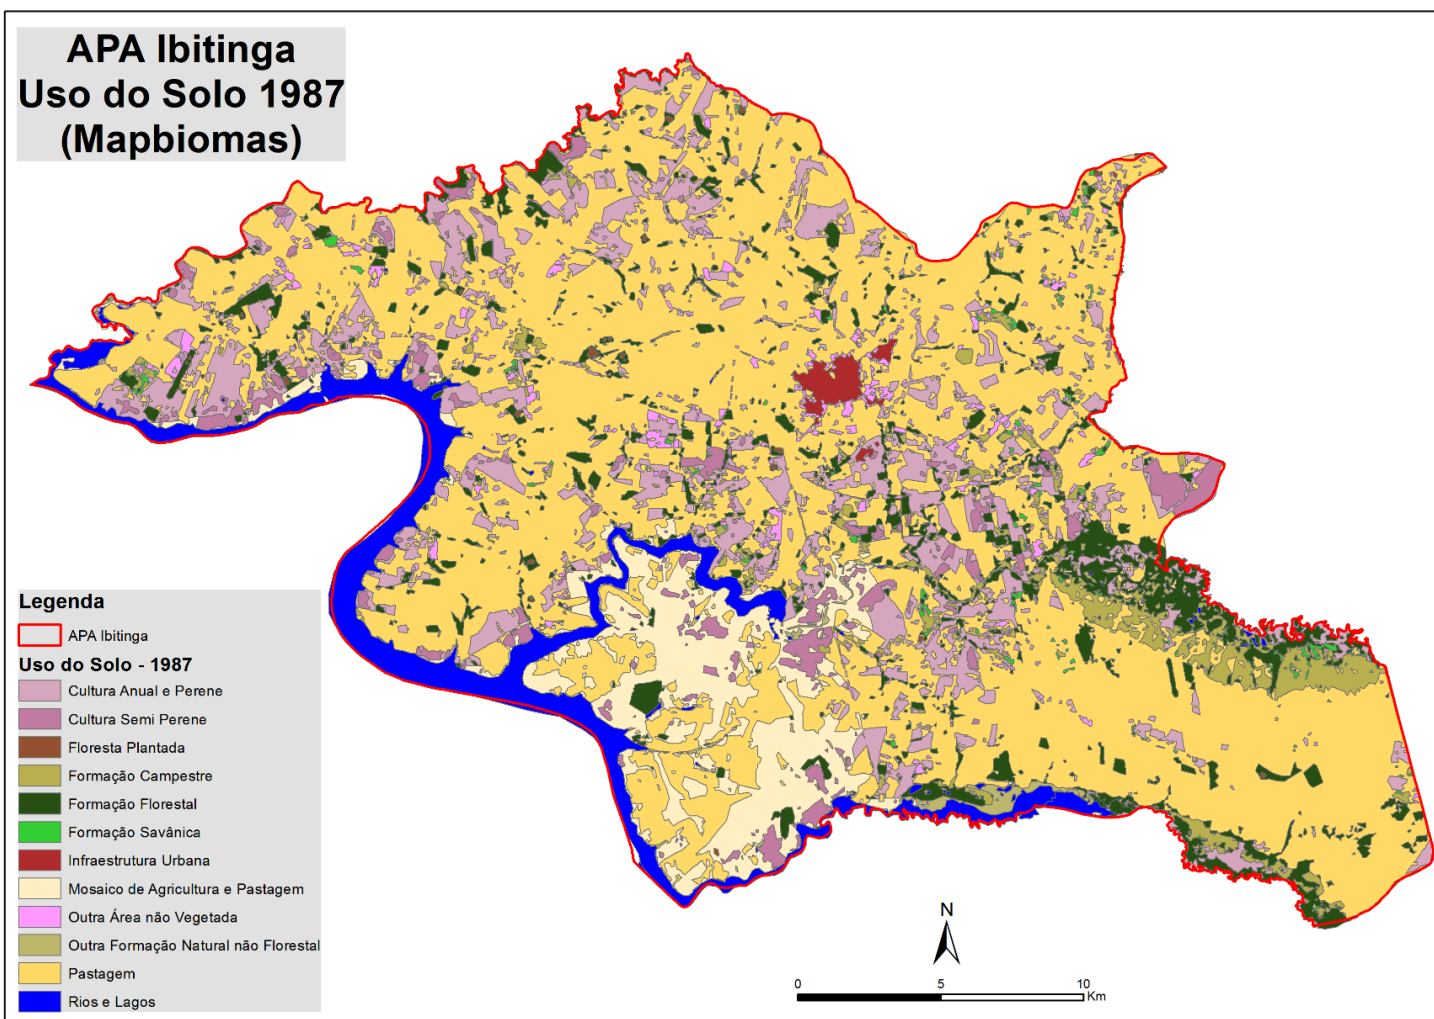 APA Ibitinga
Uso do Solo 1987
(Mapbiomas)
Legenda
APA Ibitinga
Uso do Solo - 1987
Cultura Anual e Perene
Cultura Semi Perene
Floresta Plantada
Formação Campestre
Formação Florestal
Formação Savânica
Infraestrutura Urbana
Mosaico de Agricultura e Pastagem
Outra Área não Vegetada
Outra Formação Natural não Florestal
Pastagem
Rios e Lagos
N
0 5 10
Km